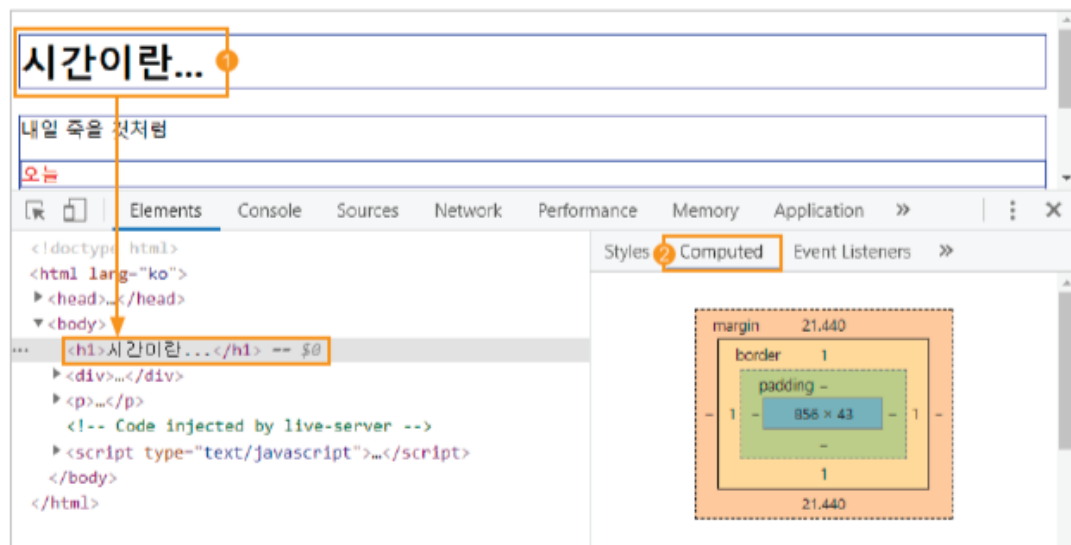 시간이란... 1
내일 죽을 것처럼
오늘
Elements Console Sources Network Performance Memory Application »
<!doctype html>
<html lang="ko">
<head>…</head>
<body>
... <h1>시간이란...</h1> == $0
<div>…</div>
<p>…</p>
<!-- Code injected by live-server -->
<script type="text/javascript">…</script>
</body>
</html>
Styles 2 Computed Event Listeners »
margin 21.440
border 1
padding –
– 1 – 856 × 43 – 1 –
–
1
21.440